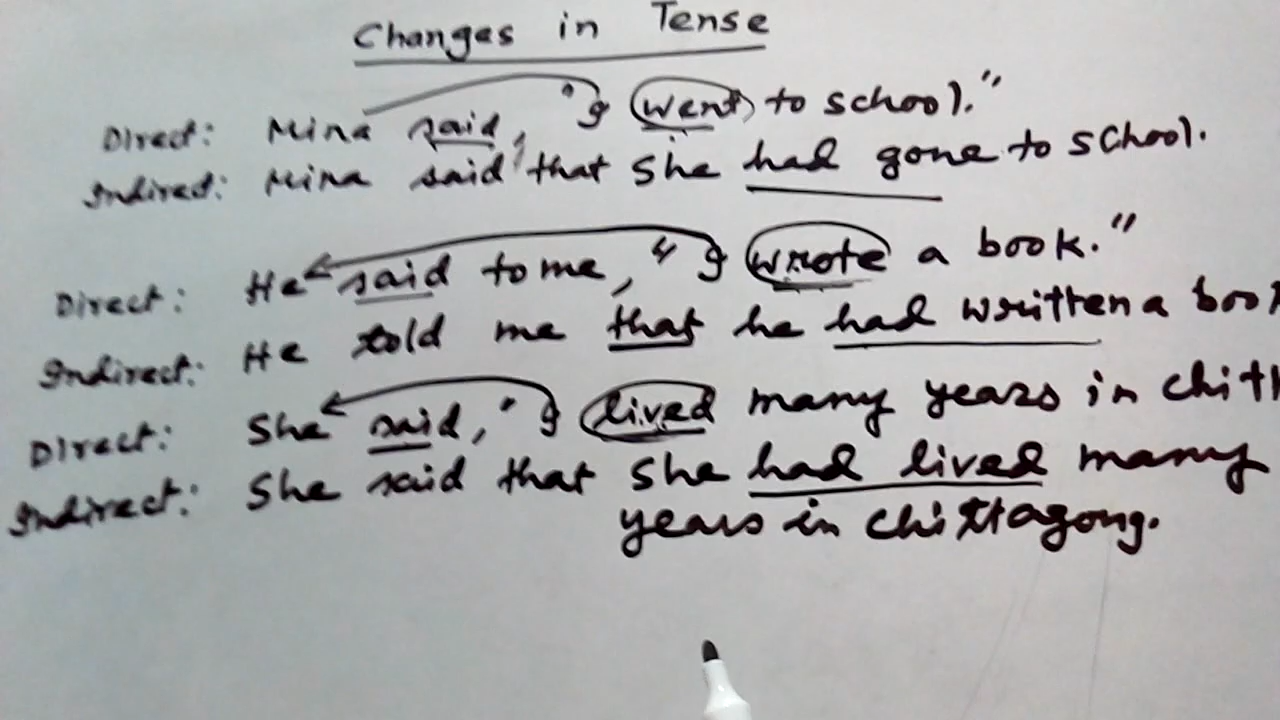 Changes in Tense
Direct: Mina said, "I went to school."
Indirect: Mina said that she had gone to school.
Direct: He said to me, "I wrote a book."
Indirect: He told me that he had written a
Direct: She said, "I lived many years in
Indirect: She said that she had lived many
years in chittagong.